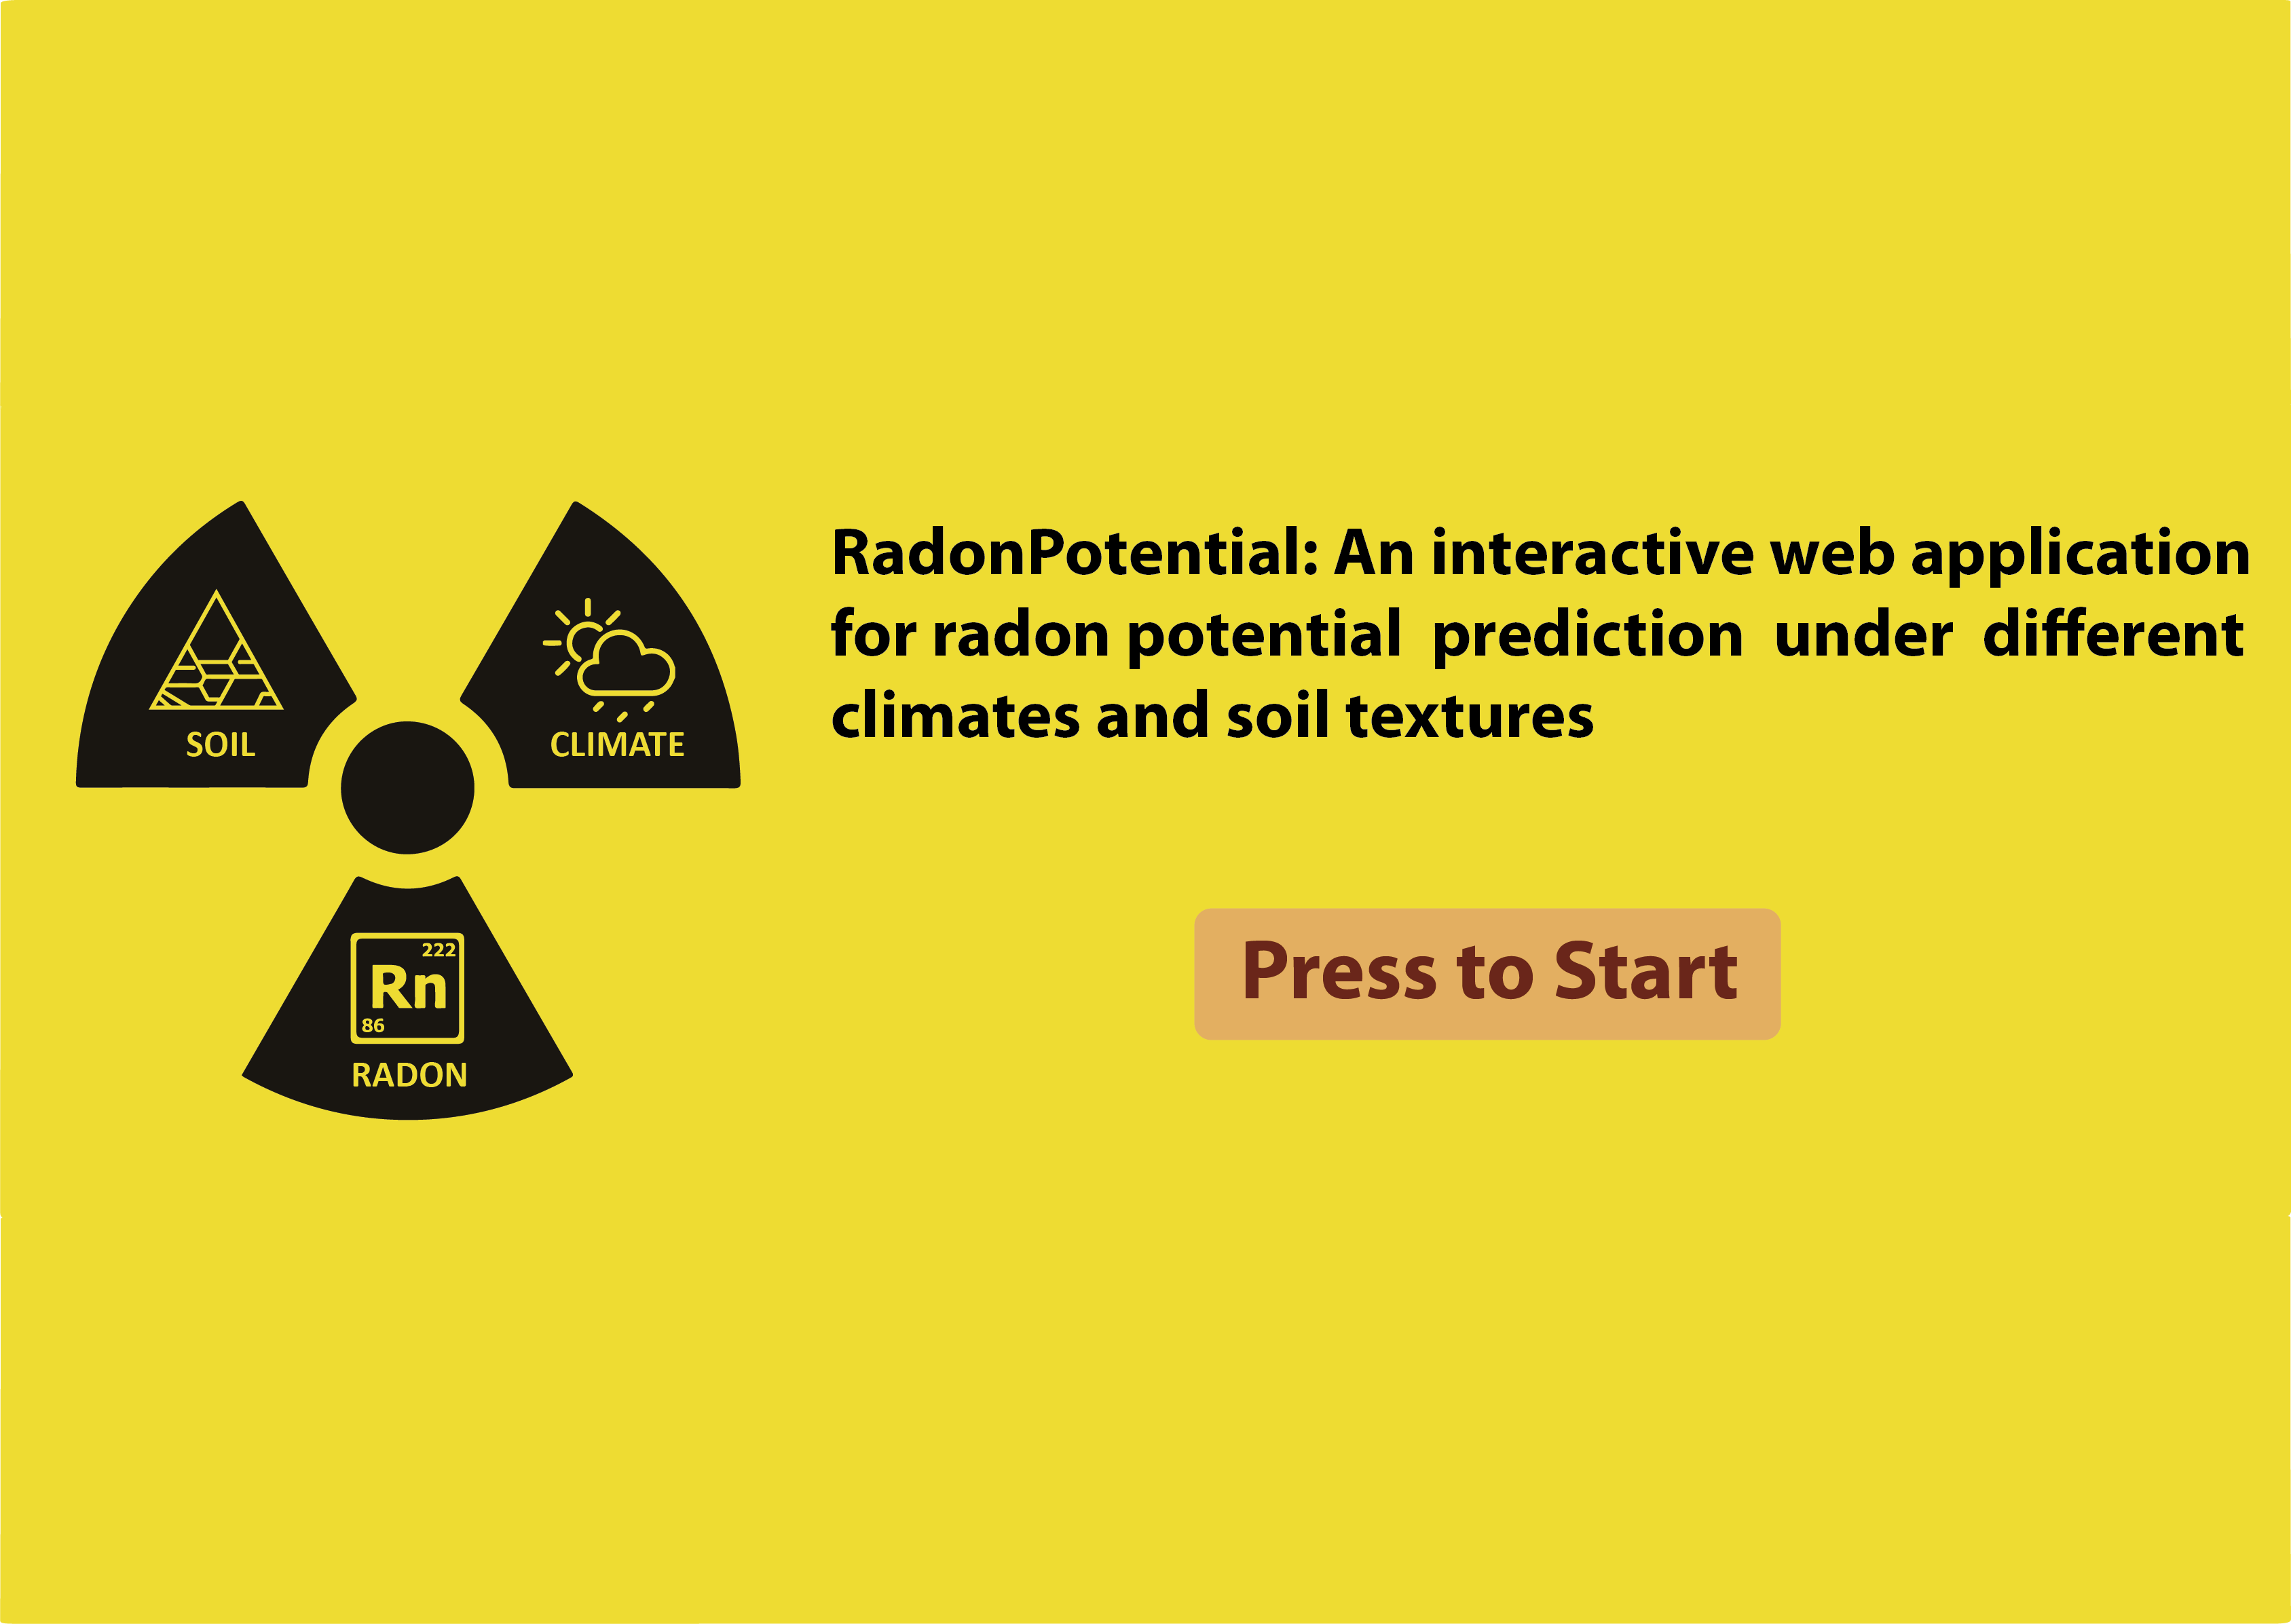 SOIL
CLIMATE
222
Rn
86
RADON
RadonPotential: An interactive web application
for radon potential prediction under different
climates and soil textures
Press to Start